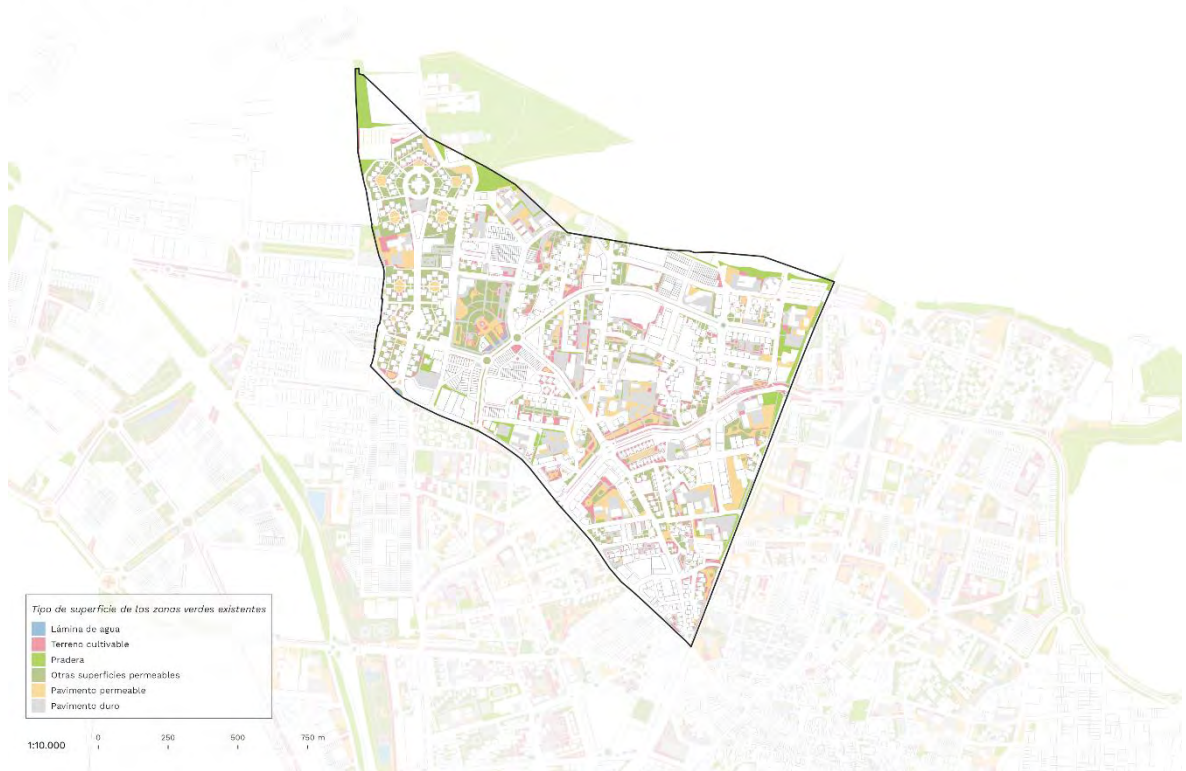 Tipo de superficie de las zonas verdes existentes
Lámina de agua
Terreno cultivable
Pradera
Otras superficies permeables
Pavimento permeable
Pavimento duro
1:10.000
0 250 500 750 m